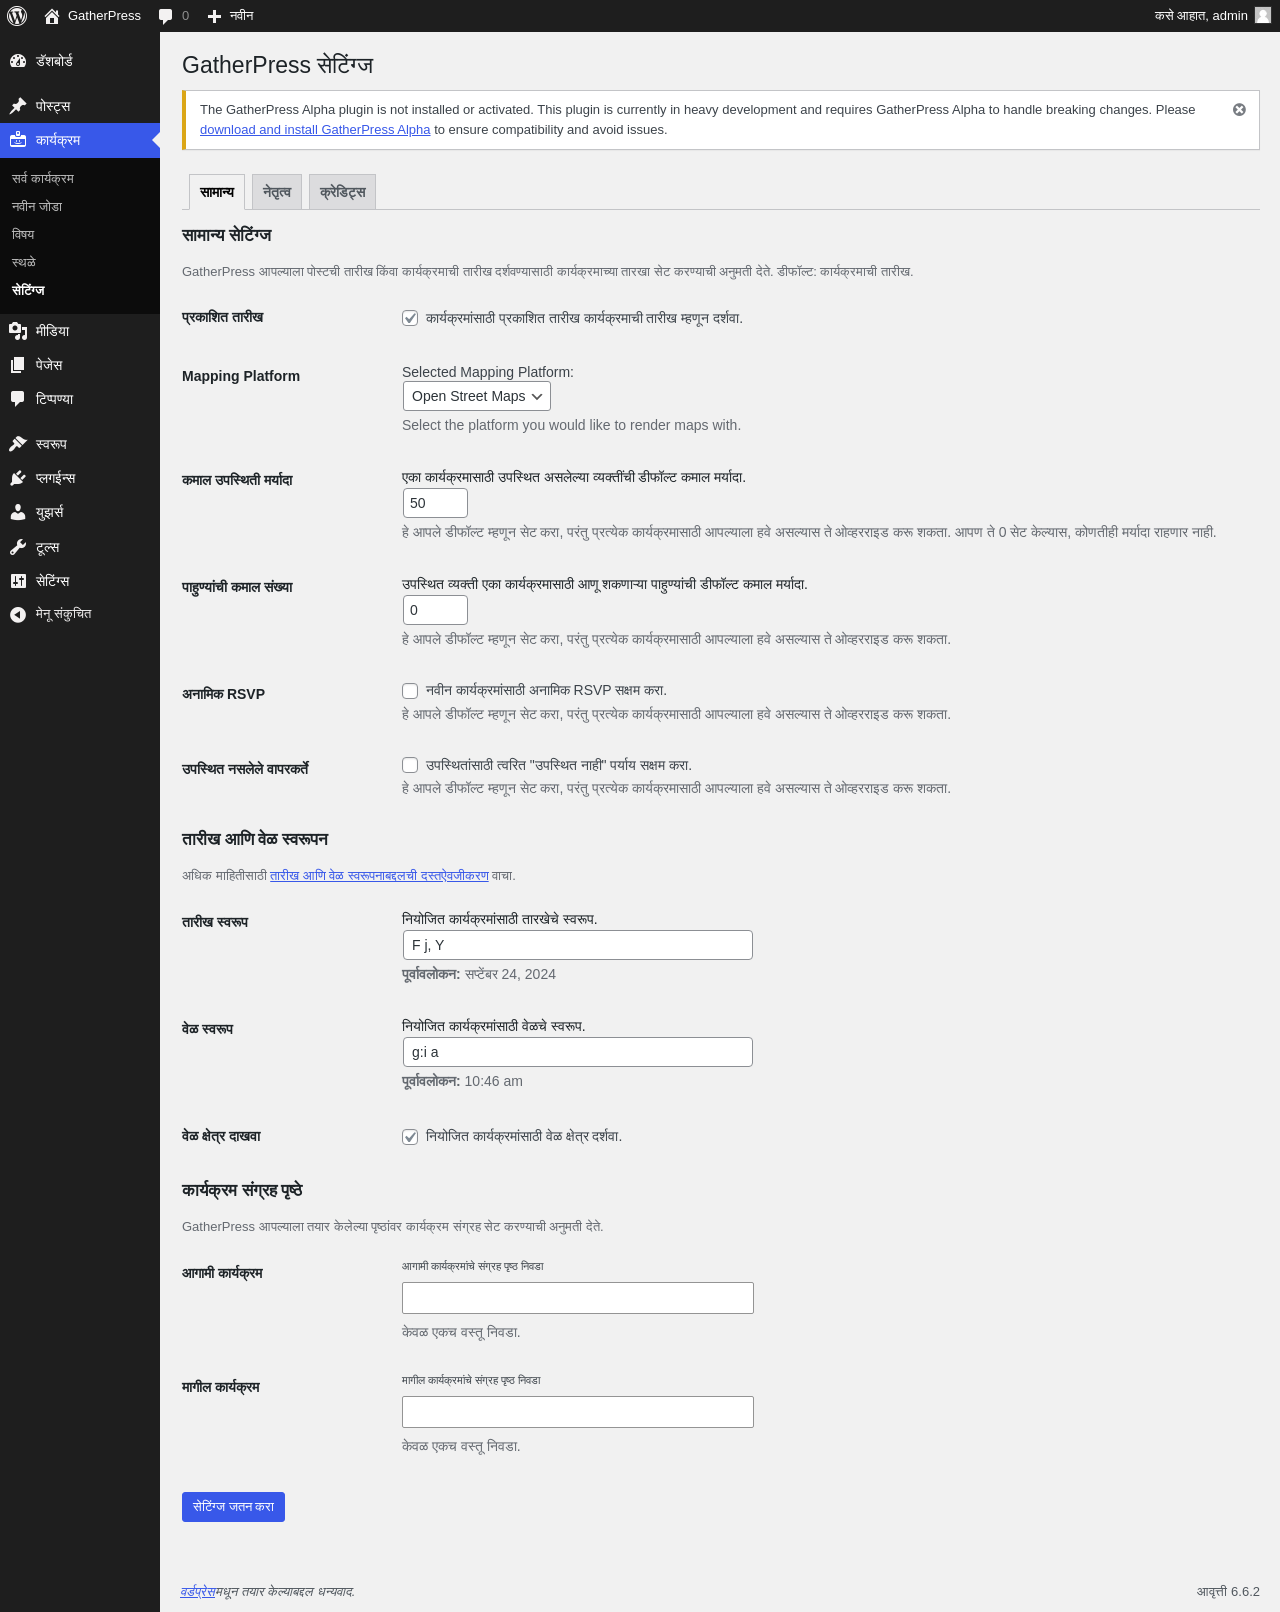 GatherPress 0 नवीन कसे आहात, admin
डॅशबोर्ड
पोस्ट्स
कार्यक्रम
सर्व कार्यक्रम
नवीन जोडा
विषय
स्थळे
सेटिंग्ज
मीडिया
पेजेस
टिप्पण्या
स्वरूप
प्लगईन्स
युझर्स
टूल्स
सेटिंग्स
मेनू संकुचित
GatherPress सेटिंग्ज
The GatherPress Alpha plugin is not installed or activated. This plugin is currently in heavy development and requires GatherPress Alpha to handle breaking changes. Please
download and install GatherPress Alpha to ensure compatibility and avoid issues.
सामान्य नेतृत्व क्रेडिट्स
सामान्य सेटिंग्ज
GatherPress आपल्याला पोस्टची तारीख किंवा कार्यक्रमाची तारीख दर्शवण्यासाठी कार्यक्रमाच्या तारखा सेट करण्याची अनुमती देते. डीफॉल्ट: कार्यक्रमाची तारीख.
प्रकाशित तारीख
कार्यक्रमांसाठी प्रकाशित तारीख कार्यक्रमाची तारीख म्हणून दर्शवा.
Mapping Platform
Selected Mapping Platform:
Open Street Maps
Select the platform you would like to render maps with.
कमाल उपस्थिती मर्यादा
एका कार्यक्रमासाठी उपस्थित असलेल्या व्यक्तींची डीफॉल्ट कमाल मर्यादा.
50
हे आपले डीफॉल्ट म्हणून सेट करा, परंतु प्रत्येक कार्यक्रमासाठी आपल्याला हवे असल्यास ते ओव्हरराइड करू शकता. आपण ते 0 सेट केल्यास, कोणतीही मर्यादा राहणार नाही.
पाहुण्यांची कमाल संख्या
उपस्थित व्यक्ती एका कार्यक्रमासाठी आणू शकणाऱ्या पाहुण्यांची डीफॉल्ट कमाल मर्यादा.
0
हे आपले डीफॉल्ट म्हणून सेट करा, परंतु प्रत्येक कार्यक्रमासाठी आपल्याला हवे असल्यास ते ओव्हरराइड करू शकता.
अनामिक RSVP
नवीन कार्यक्रमांसाठी अनामिक RSVP सक्षम करा.
हे आपले डीफॉल्ट म्हणून सेट करा, परंतु प्रत्येक कार्यक्रमासाठी आपल्याला हवे असल्यास ते ओव्हरराइड करू शकता.
उपस्थित नसलेले वापरकर्ते
उपस्थितांसाठी त्वरित "उपस्थित नाही" पर्याय सक्षम करा.
हे आपले डीफॉल्ट म्हणून सेट करा, परंतु प्रत्येक कार्यक्रमासाठी आपल्याला हवे असल्यास ते ओव्हरराइड करू शकता.
तारीख आणि वेळ स्वरूपन
अधिक माहितीसाठी तारीख आणि वेळ स्वरूपनाबद्दलची दस्तऐवजीकरण वाचा.
तारीख स्वरूप
नियोजित कार्यक्रमांसाठी तारखेचे स्वरूप.
F j, Y
पूर्वावलोकन: सप्टेंबर 24, 2024
वेळ स्वरूप
नियोजित कार्यक्रमांसाठी वेळचे स्वरूप.
g:i a
पूर्वावलोकन: 10:46 am
वेळ क्षेत्र दाखवा
नियोजित कार्यक्रमांसाठी वेळ क्षेत्र दर्शवा.
कार्यक्रम संग्रह पृष्ठे
GatherPress आपल्याला तयार केलेल्या पृष्ठांवर कार्यक्रम संग्रह सेट करण्याची अनुमती देते.
आगामी कार्यक्रम
आगामी कार्यक्रमांचे संग्रह पृष्ठ निवडा
केवळ एकच वस्तू निवडा.
मागील कार्यक्रम
मागील कार्यक्रमांचे संग्रह पृष्ठ निवडा
केवळ एकच वस्तू निवडा.
सेटिंग्ज जतन करा
वर्डप्रेसमधून तयार केल्याबद्दल धन्यवाद. आवृत्ती 6.6.2